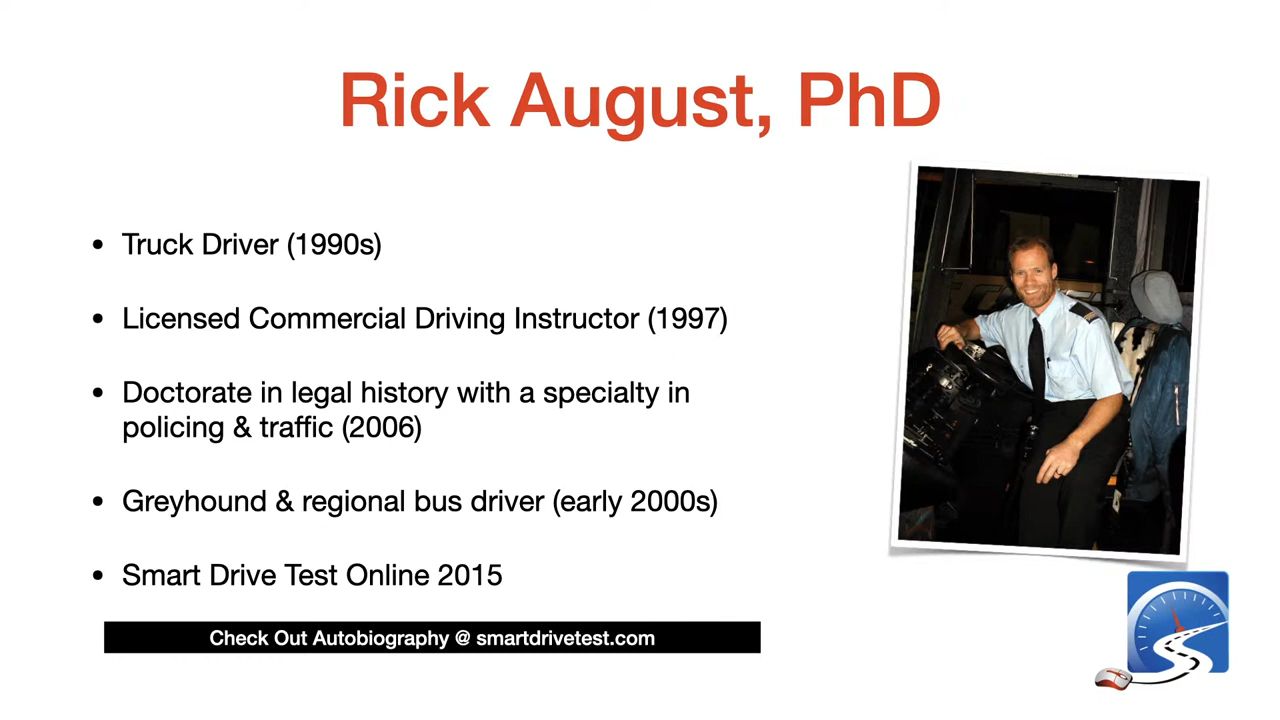 Rick August, PhD
• Truck Driver (1990s)
• Licensed Commercial Driving Instructor (1997)
• Doctorate in legal history with a specialty in
policing & traffic (2006)
• Greyhound & regional bus driver (early 2000s)
• Smart Drive Test Online 2015
Check Out Autobiography @ smartdrivetest.com